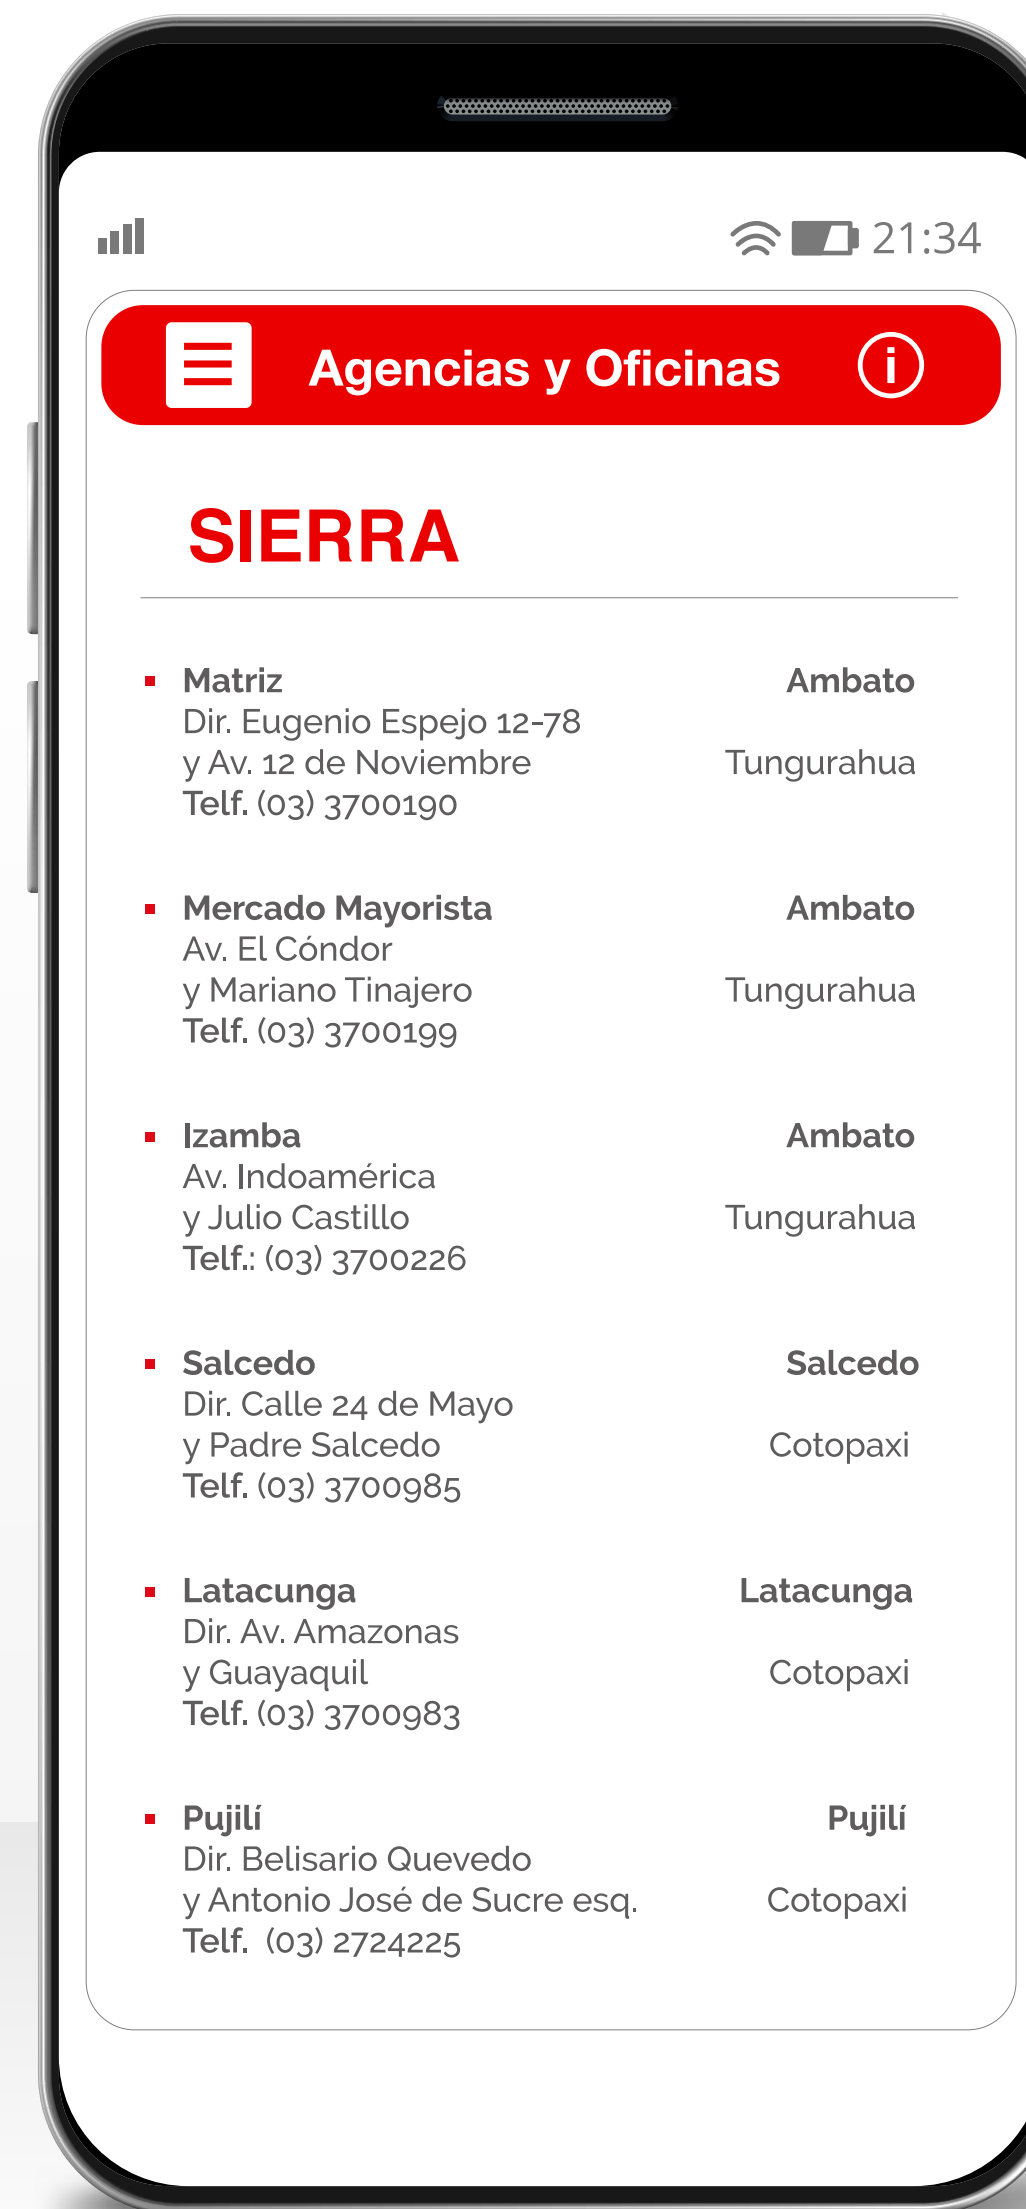 21:34
Agencias y Oficinas
SIERRA
Matriz Ambato
Dir. Eugenio Espejo 12-78
y Av. 12 de Noviembre Tungurahua
Telf. (03) 3700190
Mercado Mayorista Ambato
Av. El Cóndor
y Mariano Tinajero Tungurahua
Telf. (03) 3700199
Izamba Ambato
Av. Indoamérica
y Julio Castillo Tungurahua
Telf.: (03) 3700226
Salcedo Salcedo
Dir. Calle 24 de Mayo
y Padre Salcedo Cotopaxi
Telf. (03) 3700985
Latacunga Latacunga
Dir. Av. Amazonas
y Guayaquil Cotopaxi
Telf. (03) 3700983
Pujilí Pujilí
Dir. Belisario Quevedo
y Antonio José de Sucre esq. Cotopaxi
Telf. (03) 2724225